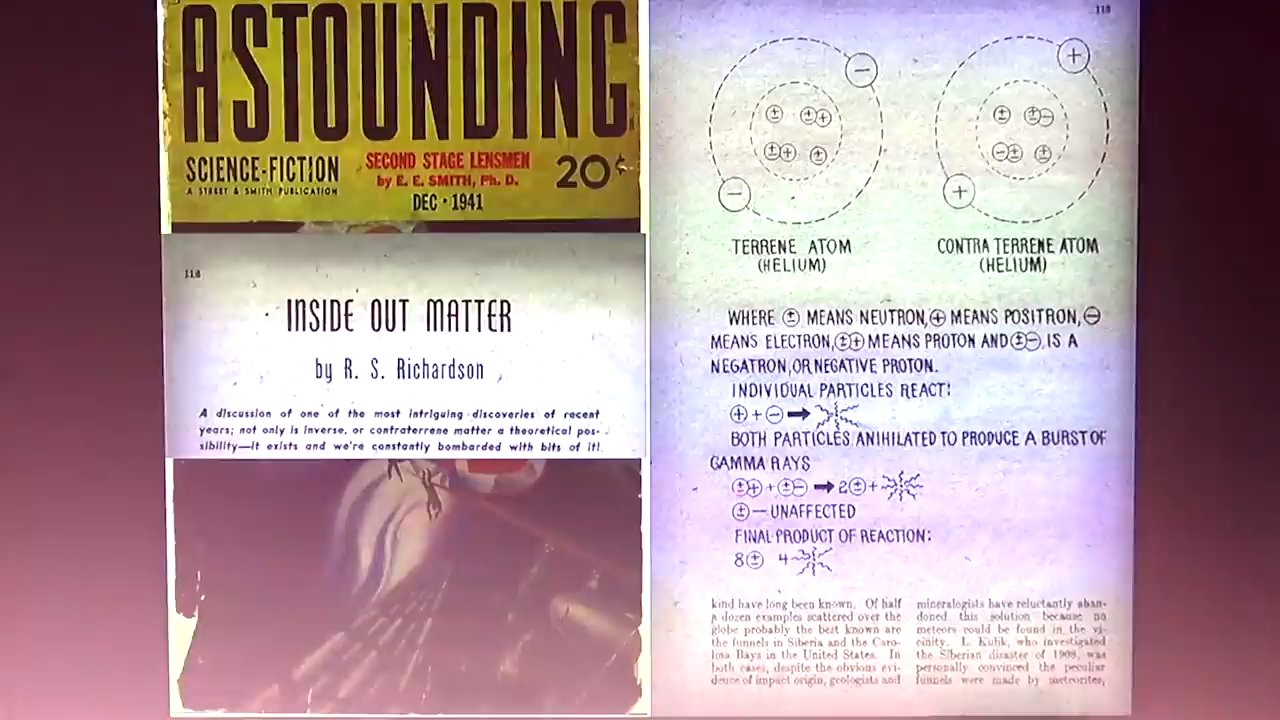 ASTOUNDING
SCIENCE-FICTION
A STREET & SMITH PUBLICATION
SECOND STAGE LENSMEN
by E. E. SMITH, Ph. D.
DEC · 1941
20¢
118
INSIDE OUT MATTER
by R. S. Richardson
A discussion of one of the most intriguing discoveries of recent
years; not only is inverse, or contraterrene matter a theoretical pos-
sibility—it exists and we're constantly bombarded with bits of it!
TERRENE ATOM
(HELIUM)
CONTRA TERRENE ATOM
(HELIUM)
WHERE ± MEANS NEUTRON, + MEANS POSITRON, −
MEANS ELECTRON, ±+ MEANS PROTON AND ±− IS A
NEGATRON, OR NEGATIVE PROTON.
INDIVIDUAL PARTICLES REACT:
+ + − →
BOTH PARTICLES ANIHILATED TO PRODUCE A BURST OF
GAMMA RAYS
±+ + ±− → 2± +
± — UNAFFECTED
FINAL PRODUCT OF REACTION:
8± 4
kind have long been known. Of half
a dozen examples scattered over the
globe probably the best known are
the funnels in Siberia and the Caro-
lina Bays in the United States. In
both cases, despite the obvious evi-
dence of impact origin, geologists and
mineralogists have reluctantly aban-
doned this solution because no
meteors could be found in the vi-
cinity. L. Kulik, who investigated
the Siberian disaster of 1908, was
personally convinced the peculiar
funnels were made by meteorites,